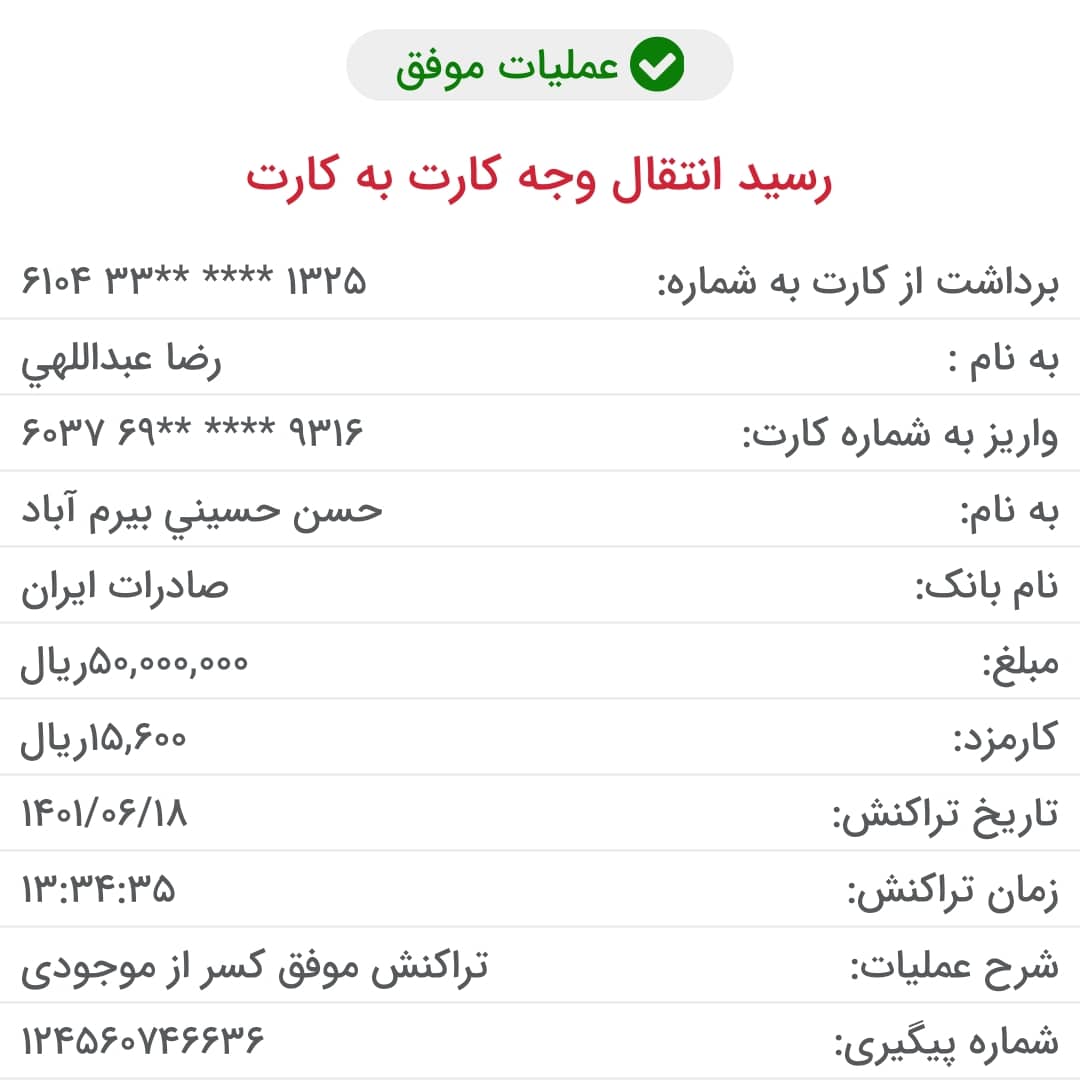 عملیات موفق
رسید انتقال وجه کارت به کارت
برداشت از کارت به شماره: ۶۱۰۴ ۳۳** **** ۱۳۲۵
به نام : رضا عبداللهي
واریز به شماره کارت: ۶۰۳۷ ۶۹** **** ۹۳۱۶
به نام: حسن حسيني بيرم آباد
نام بانک: صادرات ایران
مبلغ: ۵۰,۰۰۰,۰۰۰ریال
کارمزد: ۱۵,۶۰۰ریال
تاریخ تراکنش: ۱۴۰۱/۰۶/۱۸
زمان تراکنش: ۱۳:۳۴:۳۵
شرح عملیات: تراکنش موفق کسر از موجودی
شماره پیگیری: ۱۲۴۵۶۰۷۴۶۶۳۶